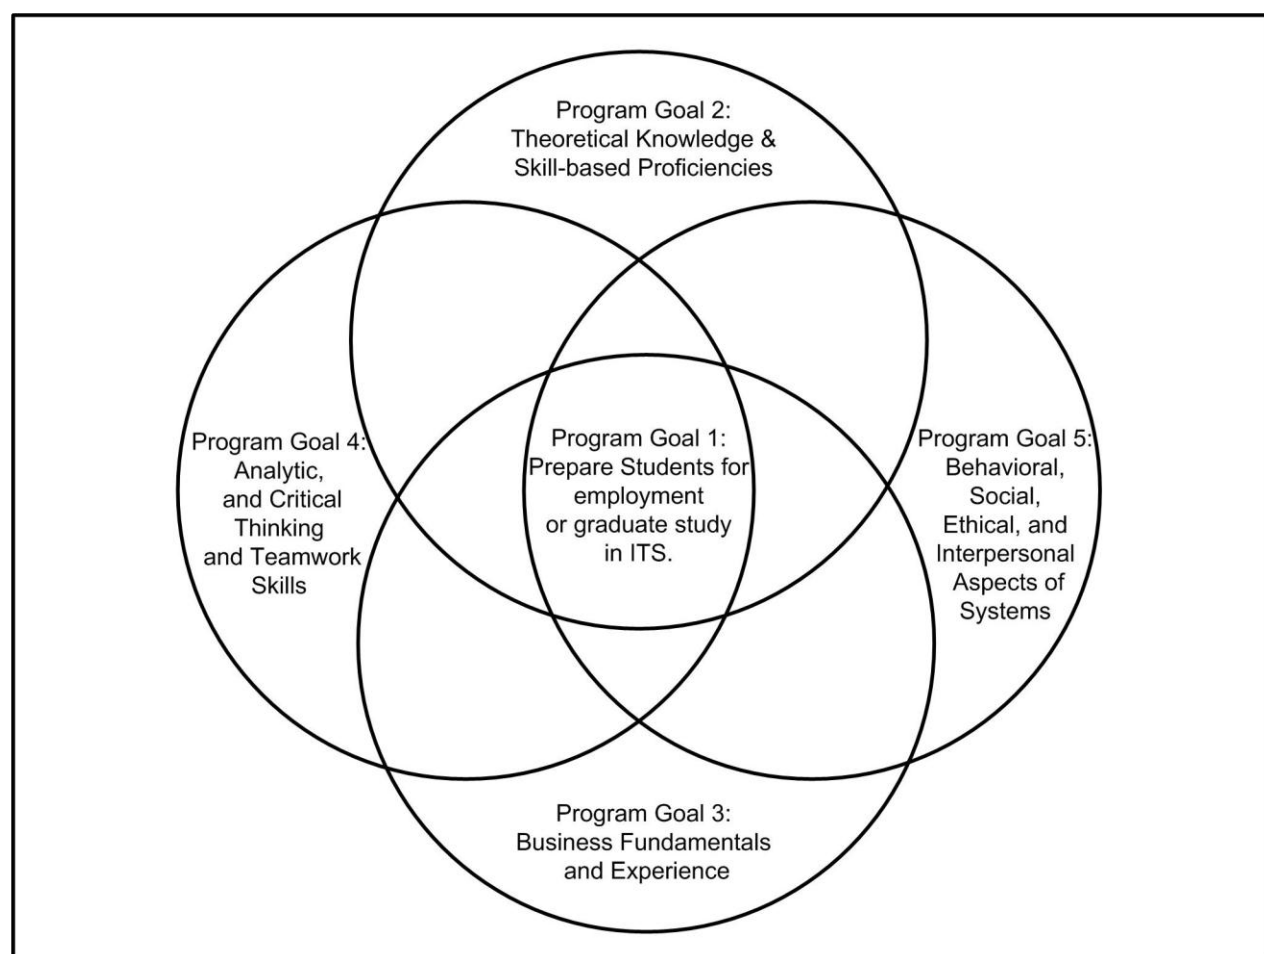 Program Goal 2:
Theoretical Knowledge &
Skill-based Proficiencies
Program Goal 4:
Analytic,
and Critical
Thinking
and Teamwork
Skills
Program Goal 1:
Prepare Students for
employment
or graduate study
in ITS.
Program Goal 5:
Behavioral,
Social,
Ethical, and
Interpersonal
Aspects of
Systems
Program Goal 3:
Business Fundamentals
and Experience